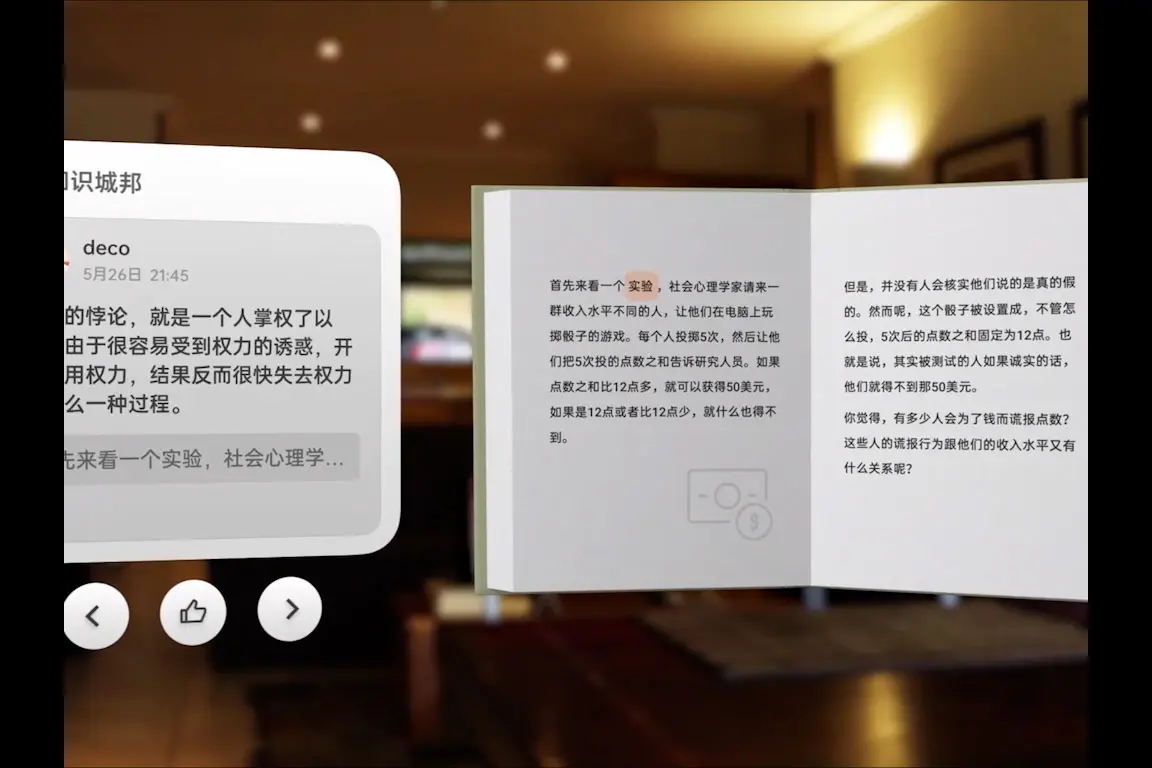 识城邦
deco
5月26日 21:45
的悖论，就是一个人掌权了以
由于很容易受到权力的诱惑，开
用权力，结果反而很快失去权力
么一种过程。
来看一个实验，社会心理学...
首先来看一个 实验 ，社会心理学家请来一
群收入水平不同的人，让他们在电脑上玩
掷骰子的游戏。每个人投掷5次，然后让他
们把5次投的点数之和告诉研究人员。如果
点数之和比12点多，就可以获得50美元，
如果是12点或者比12点少，就什么也得不
到。
但是，并没有人会核实他们说的是真的假
的。然而呢，这个骰子被设置成，不管怎
么投，5次后的点数之和固定为12点。也
就是说，其实被测试的人如果诚实的话，
他们就得不到那50美元。
你觉得，有多少人会为了钱而谎报点数？
这些人的谎报行为跟他们的收入水平又有
什么关系呢？